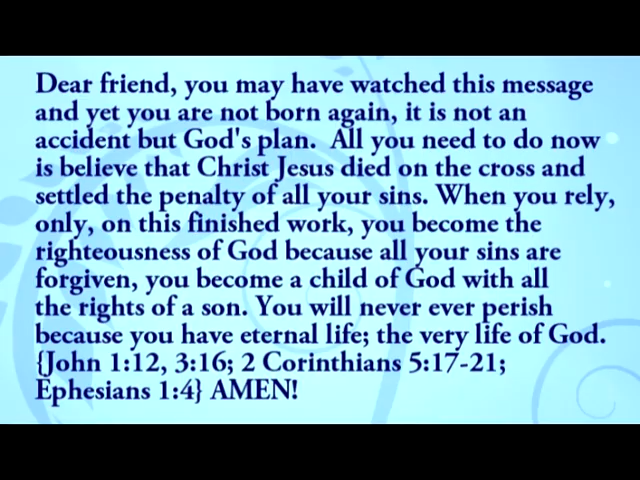 Dear friend, you may have watched this message
and yet you are not born again, it is not an
accident but God's plan.  All you need to do now
is believe that Christ Jesus died on the cross and
settled the penalty of all your sins. When you rely,
only, on this finished work, you become the
righteousness of God because all your sins are
forgiven, you become a child of God with all
the rights of a son. You will never ever perish
because you have eternal life; the very life of God.
{John 1:12, 3:16; 2 Corinthians 5:17-21;
Ephesians 1:4} AMEN!